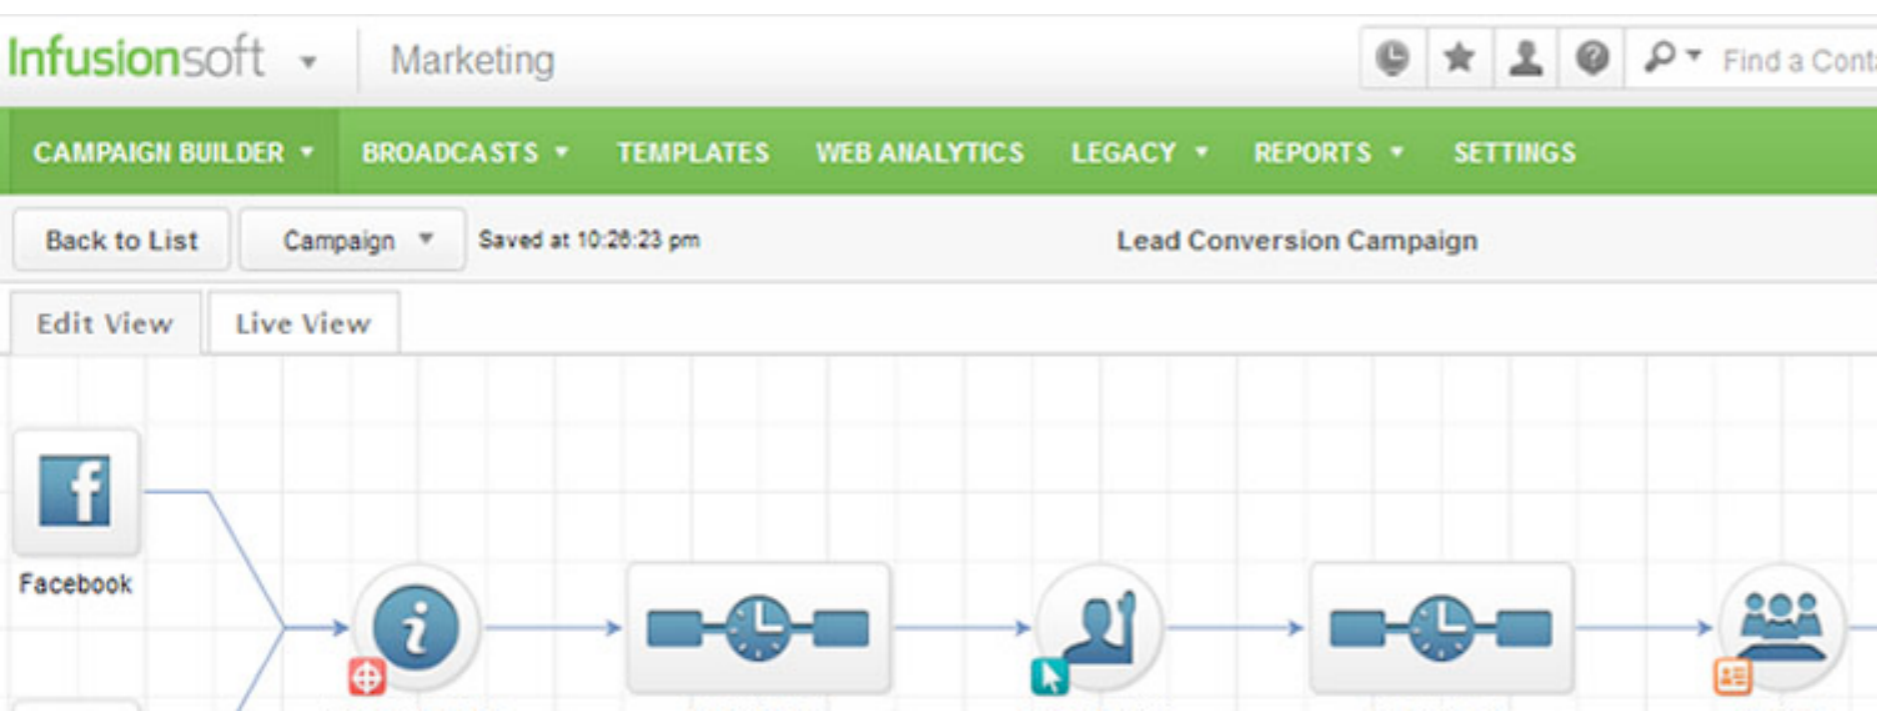 Infusionsoft Marketing Find a Cont
CAMPAIGN BUILDER BROADCASTS TEMPLATES WEB ANALYTICS LEGACY REPORTS SETTINGS
Back to List Campaign Saved at 10:26:23 pm Lead Conversion Campaign
Edit View Live View
Facebook